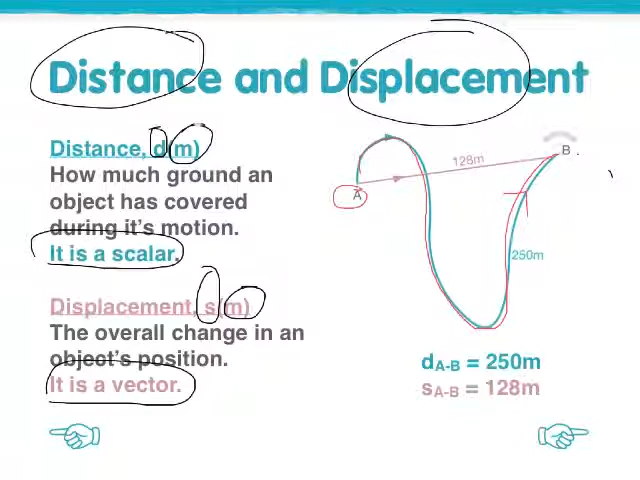 Distance and Displacement
Distance, d(m)
How much ground an
object has covered
during it's motion.
It is a scalar.
Displacement, s(m)
The overall change in an
object's position.
It is a vector.
A
128m
B
250m
dA-B = 250m
sA-B = 128m